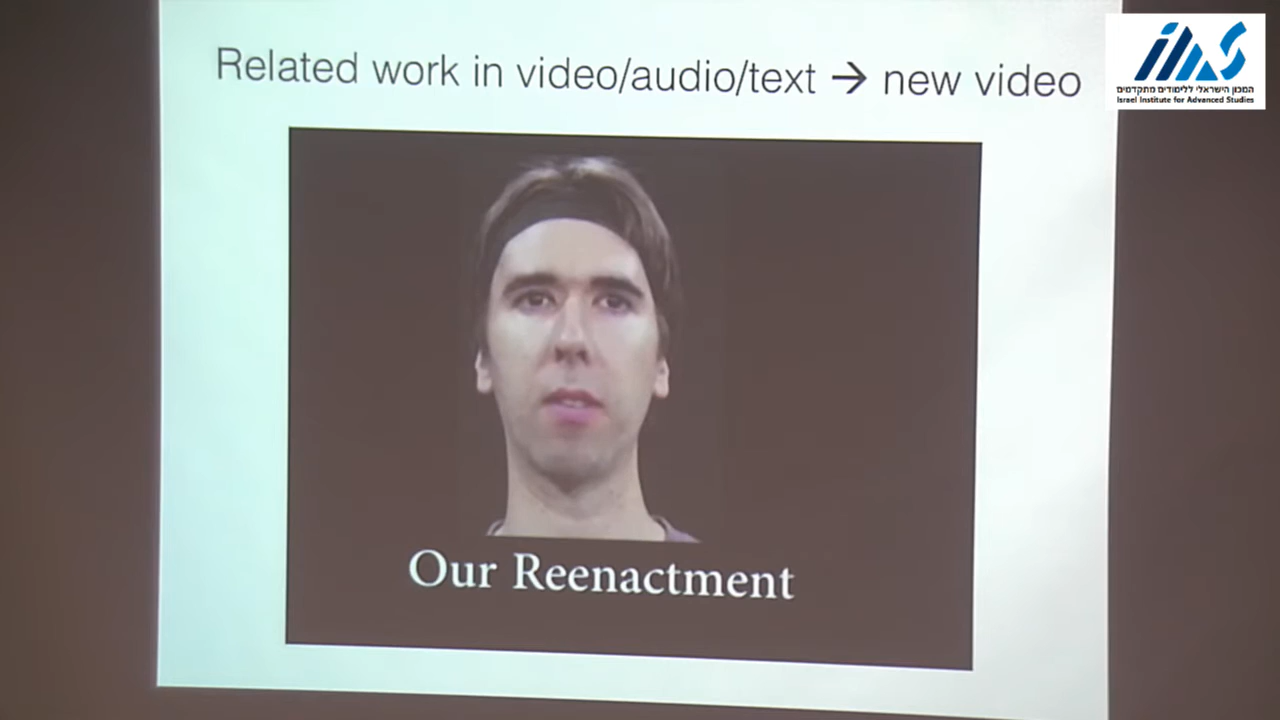 Related work in video/audio/text → new video
Our Reenactment
ias
המכון הישראלי ללימודים מתקדמים
Israel Institute for Advanced Studies